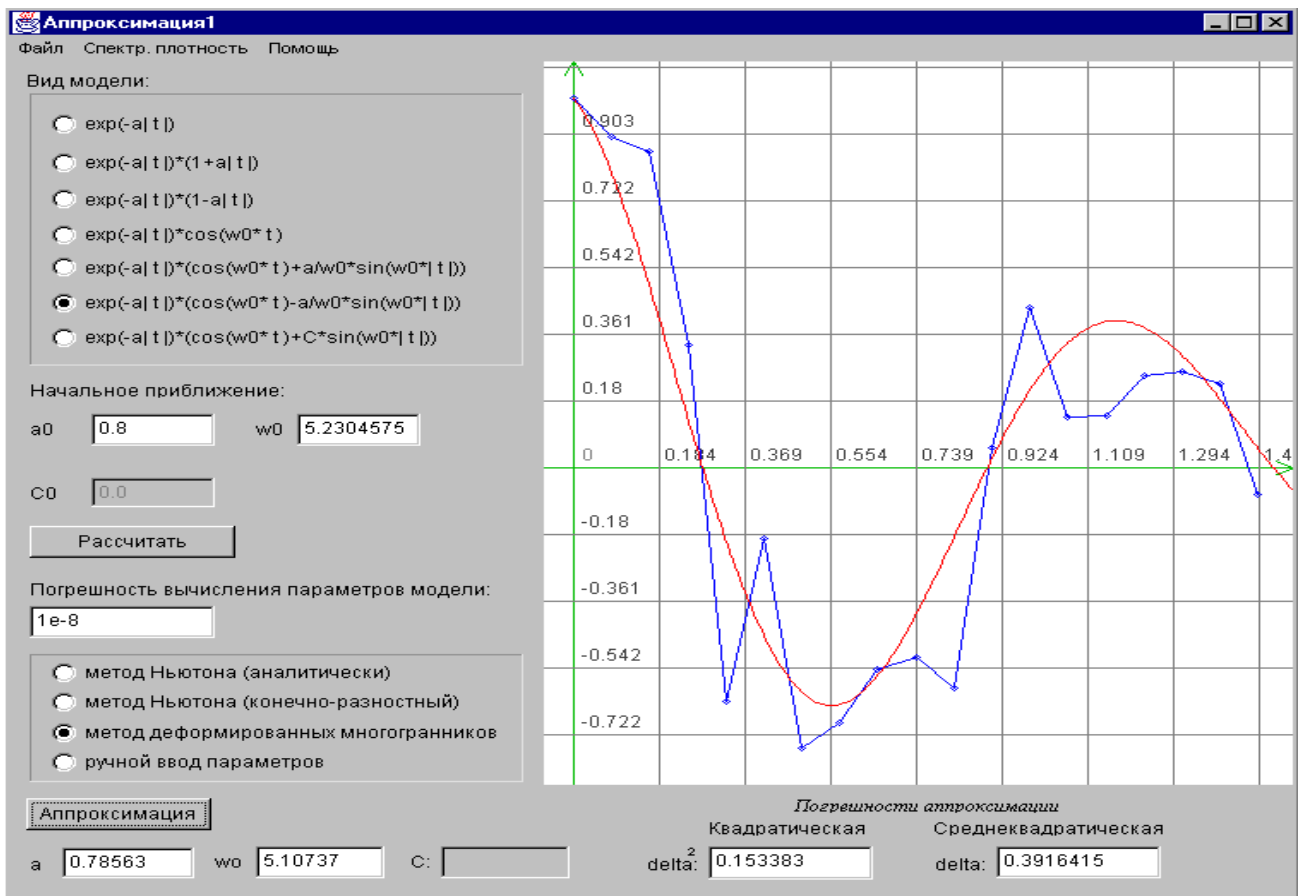 Аппроксимация1
Файл Спектр. плотность Помощь
Вид модели:
exp(-a| t |)
exp(-a| t |)*(1+a| t |)
exp(-a| t |)*(1-a| t |)
exp(-a| t |)*cos(w0* t )
exp(-a| t |)*(cos(w0* t )+a/w0*sin(w0*| t |))
exp(-a| t |)*(cos(w0* t )-a/w0*sin(w0*| t |))
exp(-a| t |)*(cos(w0* t )+C*sin(w0*| t |))
Начальное приближение:
a0 0.8 w0 5.2304575
C0 0.0
Рассчитать
Погрешность вычисления параметров модели:
1e-8
метод Ньютона (аналитически)
метод Ньютона (конечно-разностный)
метод деформированных многогранников
ручной ввод параметров
Аппроксимация
a 0.78563 wo 5.10737 C:
0.903
0.722
0.542
0.361
0.18
0 0.184 0.369 0.554 0.739 0.924 1.109 1.294 1.4
-0.18
-0.361
-0.542
-0.722
Погрешности аппроксимации
Квадратическая Среднеквадратическая
2
delta: 0.153383 delta: 0.3916415